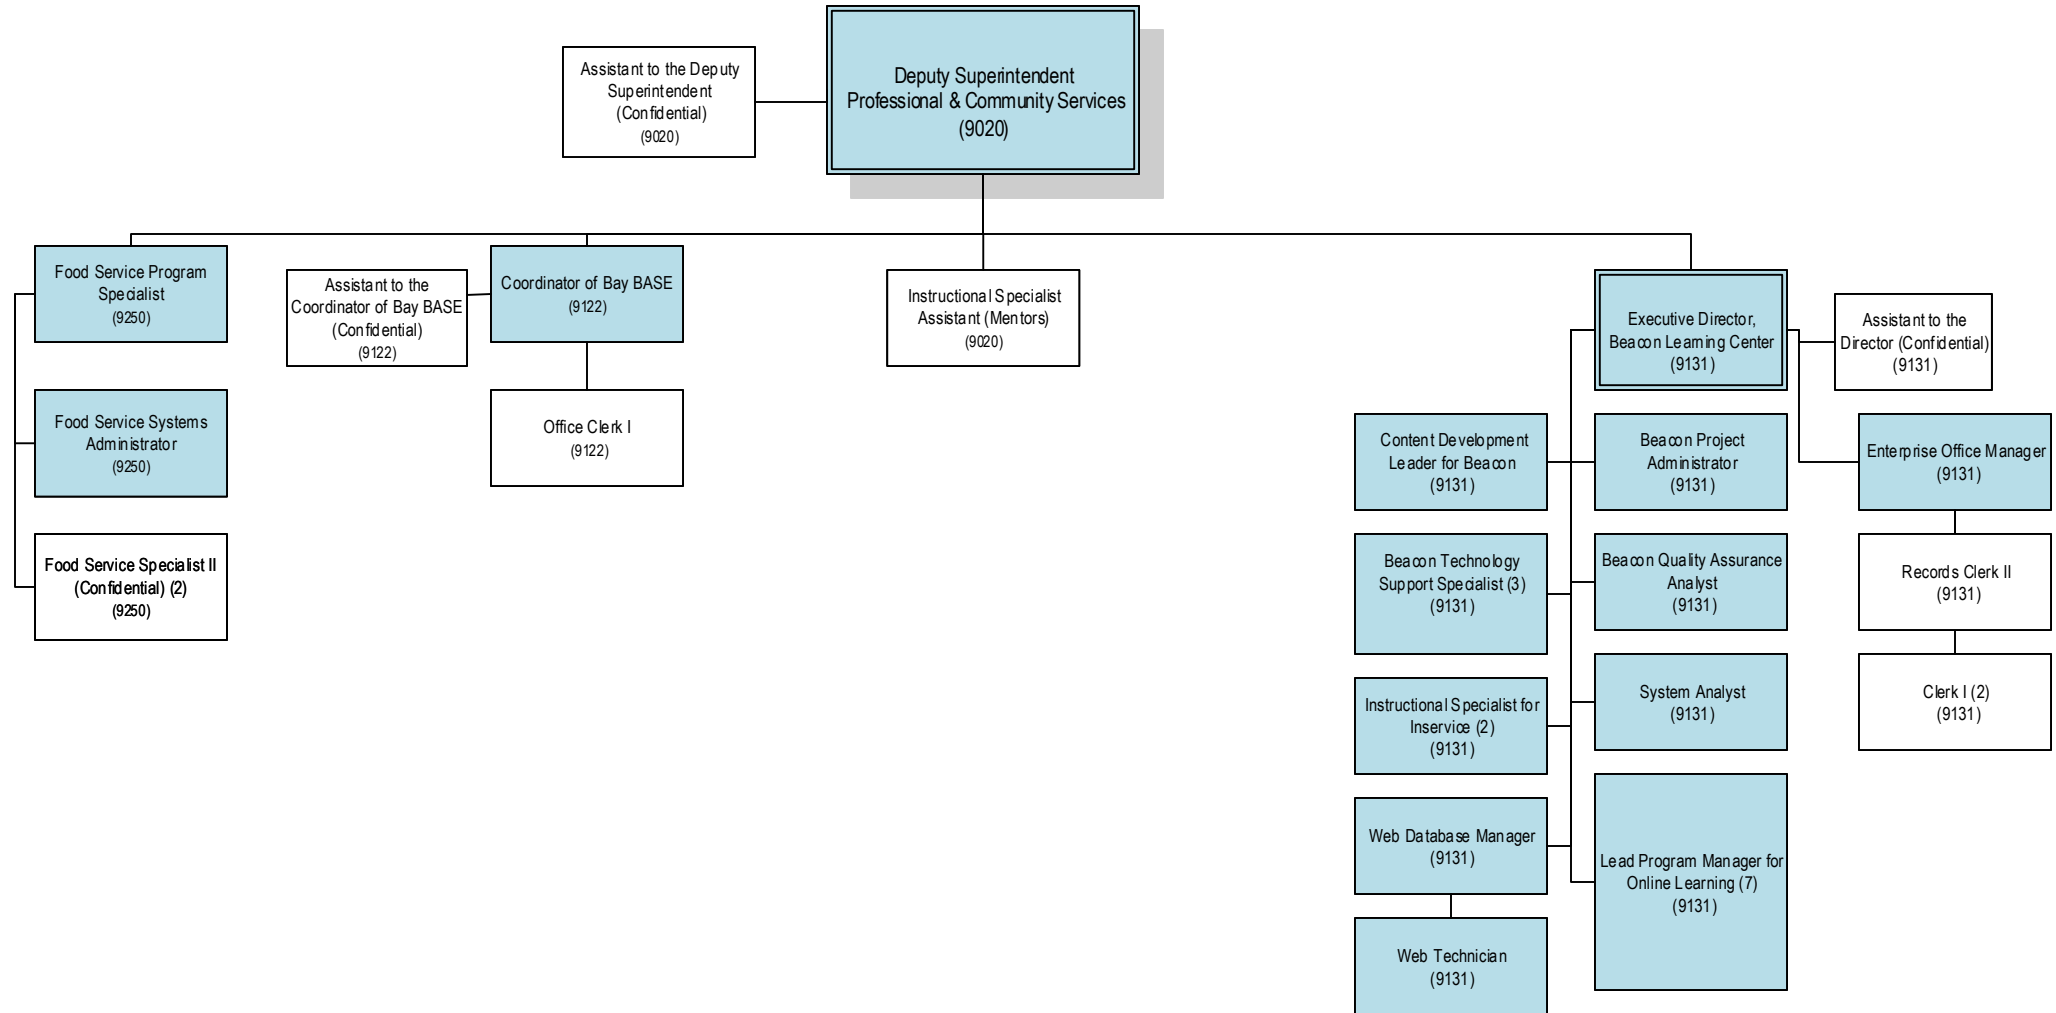 Assistant to the Deputy
Superintendent
(Confidential)
(9020)
Deputy Superintendent
Professional & Community Services
(9020)
Food Service Program
Specialist
(9250)
Food Service Systems
Administrator
(9250)
Food Service Specialist II
(Confidential) (2)
(9250)
Assistant to the
Coordinator of Bay BASE
(Confidential)
(9122)
Coordinator of Bay BASE
(9122)
Office Clerk I
(9122)
Instructional Specialist
Assistant (Mentors)
(9020)
Executive Director,
Beacon Learning Center
(9131)
Assistant to the
Director (Confidential)
(9131)
Content Development
Leader for Beacon
(9131)
Beacon Project
Administrator
(9131)
Enterprise Office Manager
(9131)
Beacon Technology
Support Specialist (3)
(9131)
Beacon Quality Assurance
Analyst
(9131)
Records Clerk II
(9131)
Instructional Specialist for
Inservice (2)
(9131)
System Analyst
(9131)
Clerk I (2)
(9131)
Web Database Manager
(9131)
Lead Program Manager for
Online Learning (7)
(9131)
Web Technician
(9131)